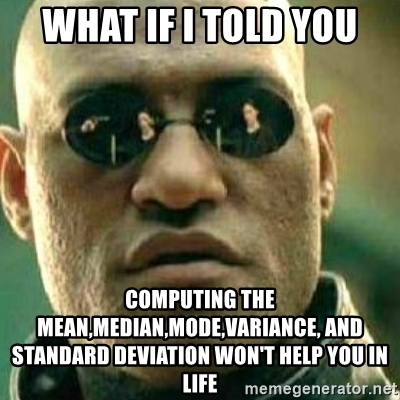 WHAT IF I TOLD YOU
COMPUTING THE
MEAN,MEDIAN,MODE,VARIANCE, AND
STANDARD DEVIATION WON'T HELP YOU IN
LIFE
memegenerator.net